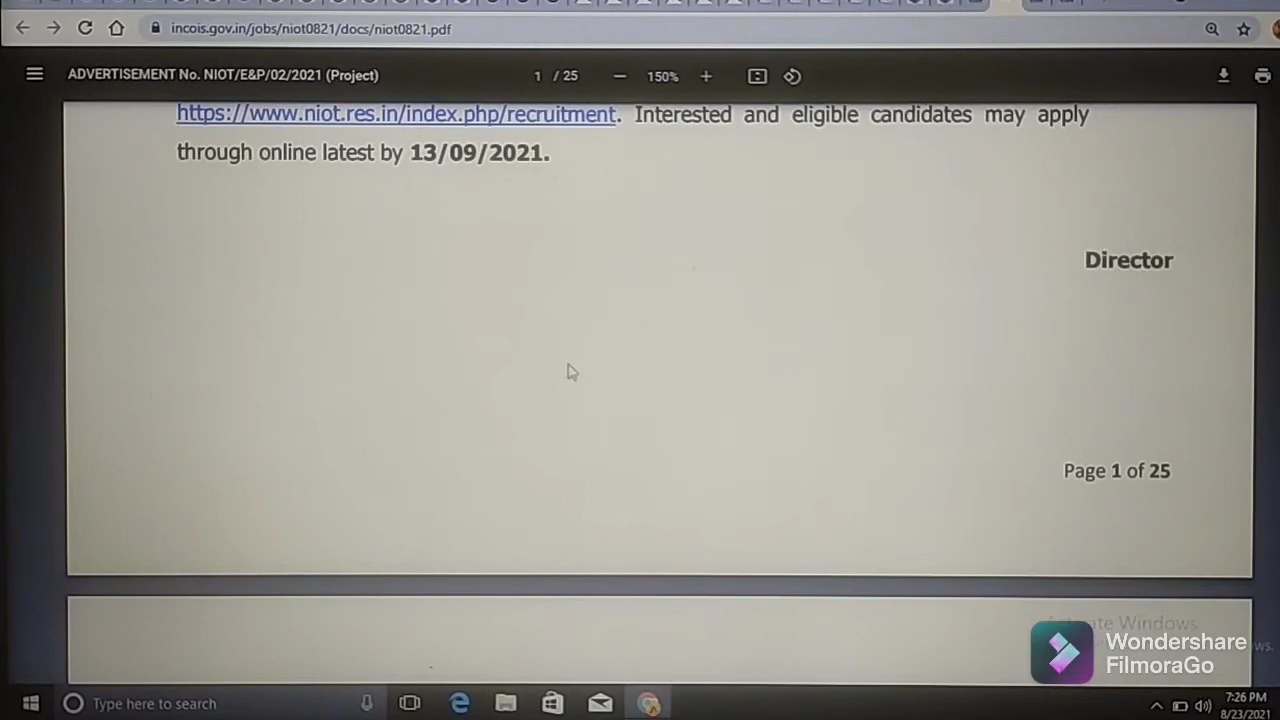 incois.gov.in/jobs/niot0821/docs/niot0821.pdf
ADVERTISEMENT No. NIOT/E&P/02/2021 (Project)
1 / 25
150%
https://www.niot.res.in/index.php/recruitment. Interested and eligible candidates may apply
through online latest by 13/09/2021.
Director
Page 1 of 25
Activate Windows
Wondershare
FilmoraGo
Type here to search
7:26 PM
8/23/2021